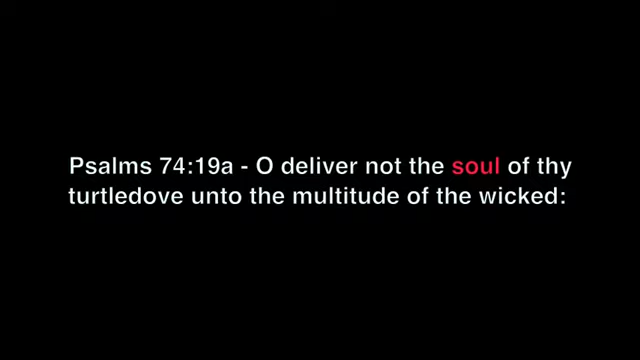 Psalms 74:19a - O deliver not the soul of thy
turtledove unto the multitude of the wicked: